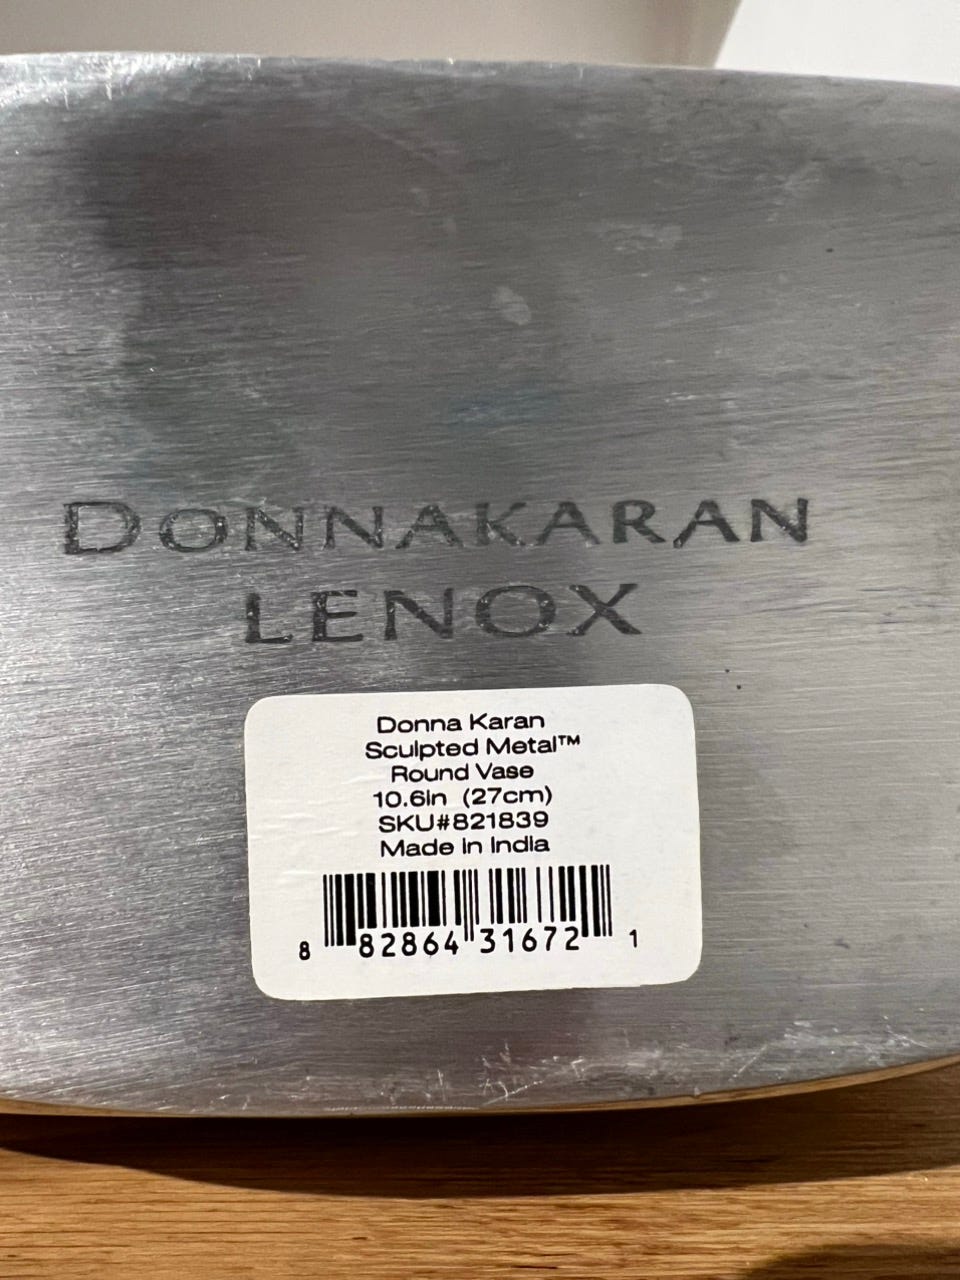 DONNAKARAN
LENOX
Donna Karan
Sculpted Metal™
Round Vase
10.6in (27cm)
SKU#821839
Made in India
8 82864 31672 1